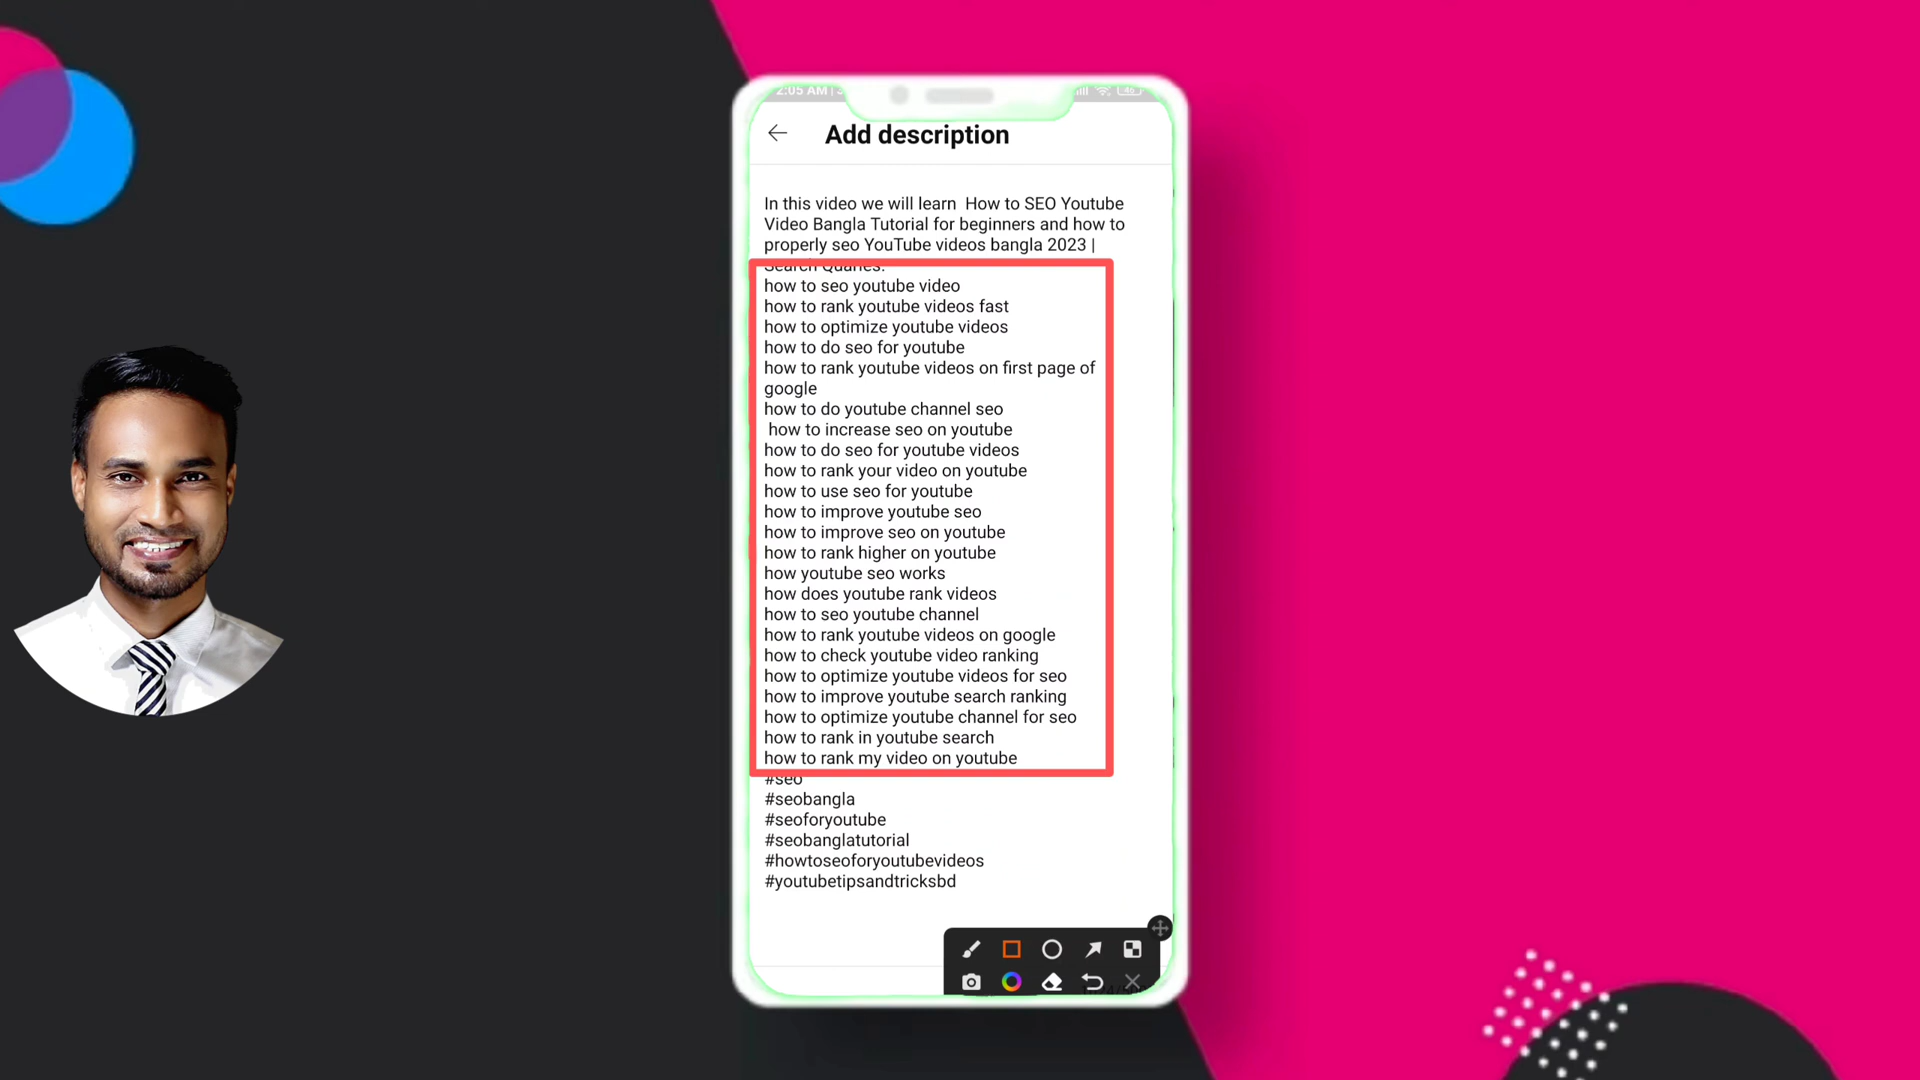 2:05 AM |
46
Add description
In this video we will learn  How to SEO Youtube
Video Bangla Tutorial for beginners and how to
properly seo YouTube videos bangla 2023 |
Search Quaries:
how to seo youtube video
how to rank youtube videos fast
how to optimize youtube videos
how to do seo for youtube
how to rank youtube videos on first page of
google
how to do youtube channel seo
how to increase seo on youtube
how to do seo for youtube videos
how to rank your video on youtube
how to use seo for youtube
how to improve youtube seo
how to improve seo on youtube
how to rank higher on youtube
how youtube seo works
how does youtube rank videos
how to seo youtube channel
how to rank youtube videos on google
how to check youtube video ranking
how to optimize youtube videos for seo
how to improve youtube search ranking
how to optimize youtube channel for seo
how to rank in youtube search
how to rank my video on youtube
#seo
#seobangla
#seoforyoutube
#seobanglatutorial
#howtoseoforyoutubevideos
#youtubetipsandtricksbd